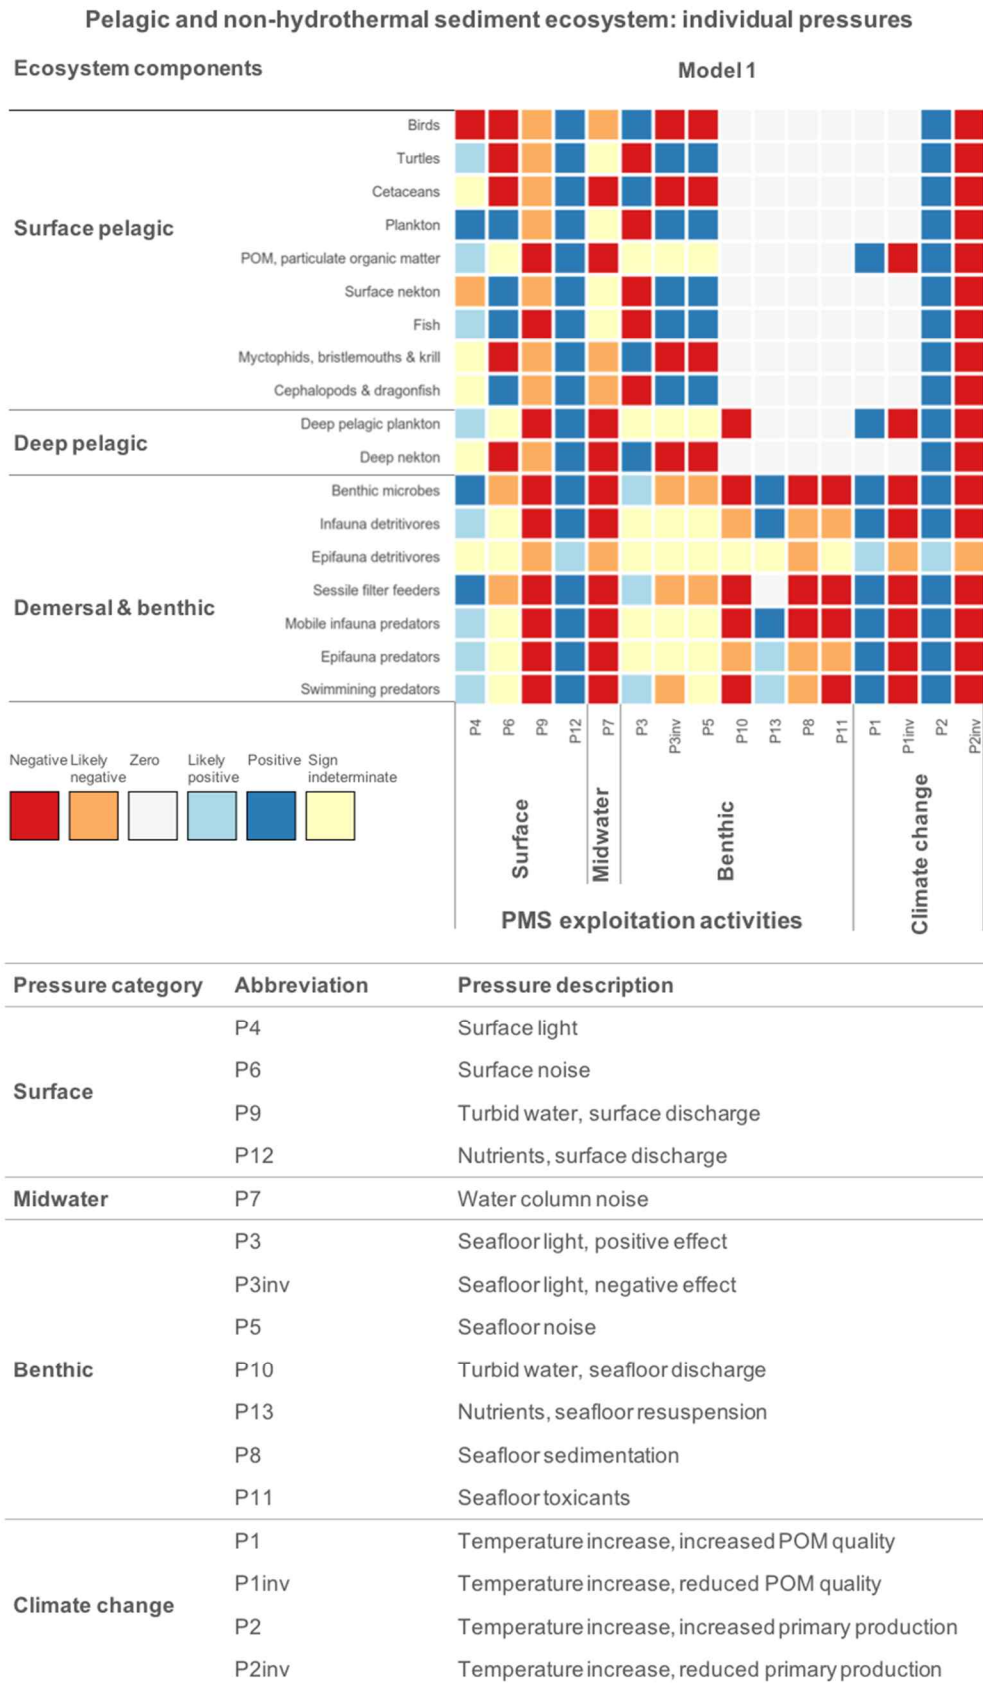 Pelagic and non-hydrothermal sediment ecosystem: individual pressures
Ecosystem components
Model 1
Surface pelagic
Birds
Turtles
Cetaceans
Plankton
POM, particulate organic matter
Surface nekton
Fish
Myctophids, bristlemouths & krill
Cephalopods & dragonfish
Deep pelagic
Deep pelagic plankton
Deep nekton
Demersal & benthic
Benthic microbes
Infauna detritivores
Epifauna detritivores
Sessile filter feeders
Mobile infauna predators
Epifauna predators
Swimmining predators
P4 P6 P9 P12 P7 P3 P3inv P5 P10 P13 P8 P11 P1 P1inv P2 P2inv
Negative
Likely negative
Zero
Likely positive
Positive
Sign indeterminate
Surface
Midwater
Benthic
Climate change
PMS exploitation activities
Pressure category Abbreviation Pressure description
Surface
P4 Surface light
P6 Surface noise
P9 Turbid water, surface discharge
P12 Nutrients, surface discharge
Midwater P7 Water column noise
Benthic
P3 Seafloor light, positive effect
P3inv Seafloor light, negative effect
P5 Seafloor noise
P10 Turbid water, seafloor discharge
P13 Nutrients, seafloor resuspension
P8 Seafloor sedimentation
P11 Seafloor toxicants
Climate change
P1 Temperature increase, increased POM quality
P1inv Temperature increase, reduced POM quality
P2 Temperature increase, increased primary production
P2inv Temperature increase, reduced primary production